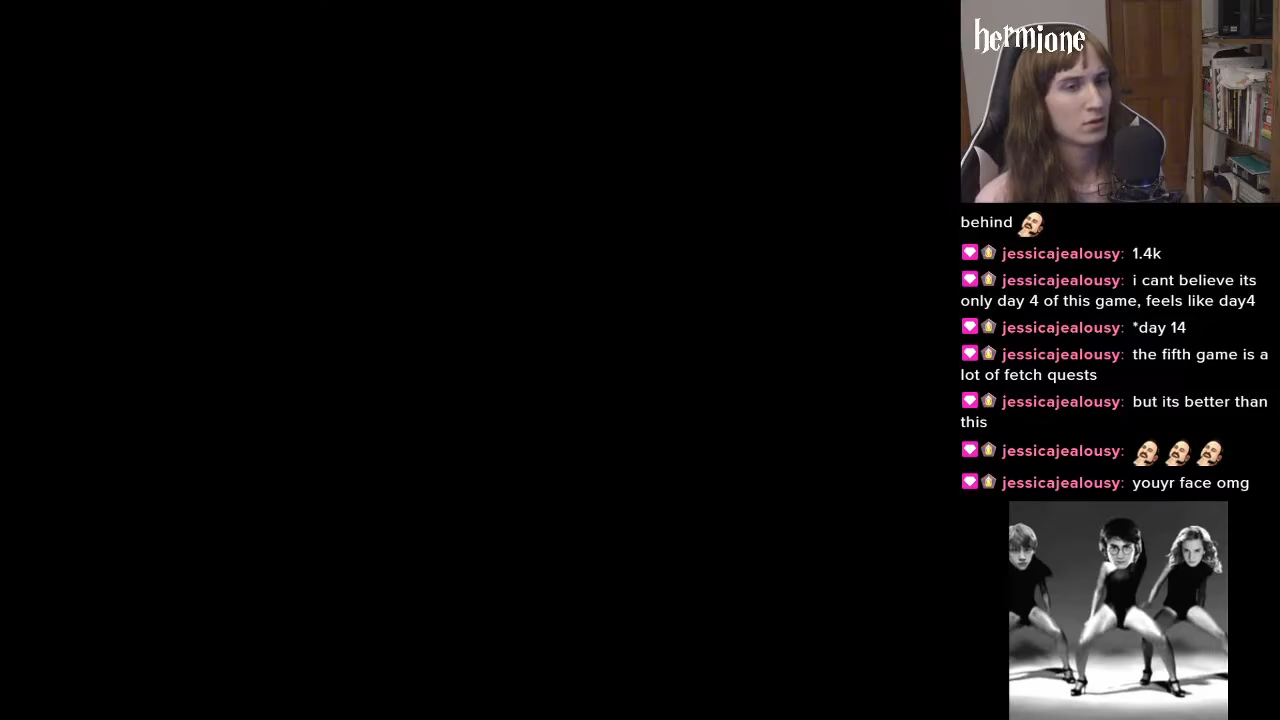 hermione
behind
jessicajealousy: 1.4k
jessicajealousy: i cant believe its
only day 4 of this game, feels like day4
jessicajealousy: *day 14
jessicajealousy: the fifth game is a
lot of fetch quests
jessicajealousy: but its better than
this
jessicajealousy:
jessicajealousy: youyr face omg